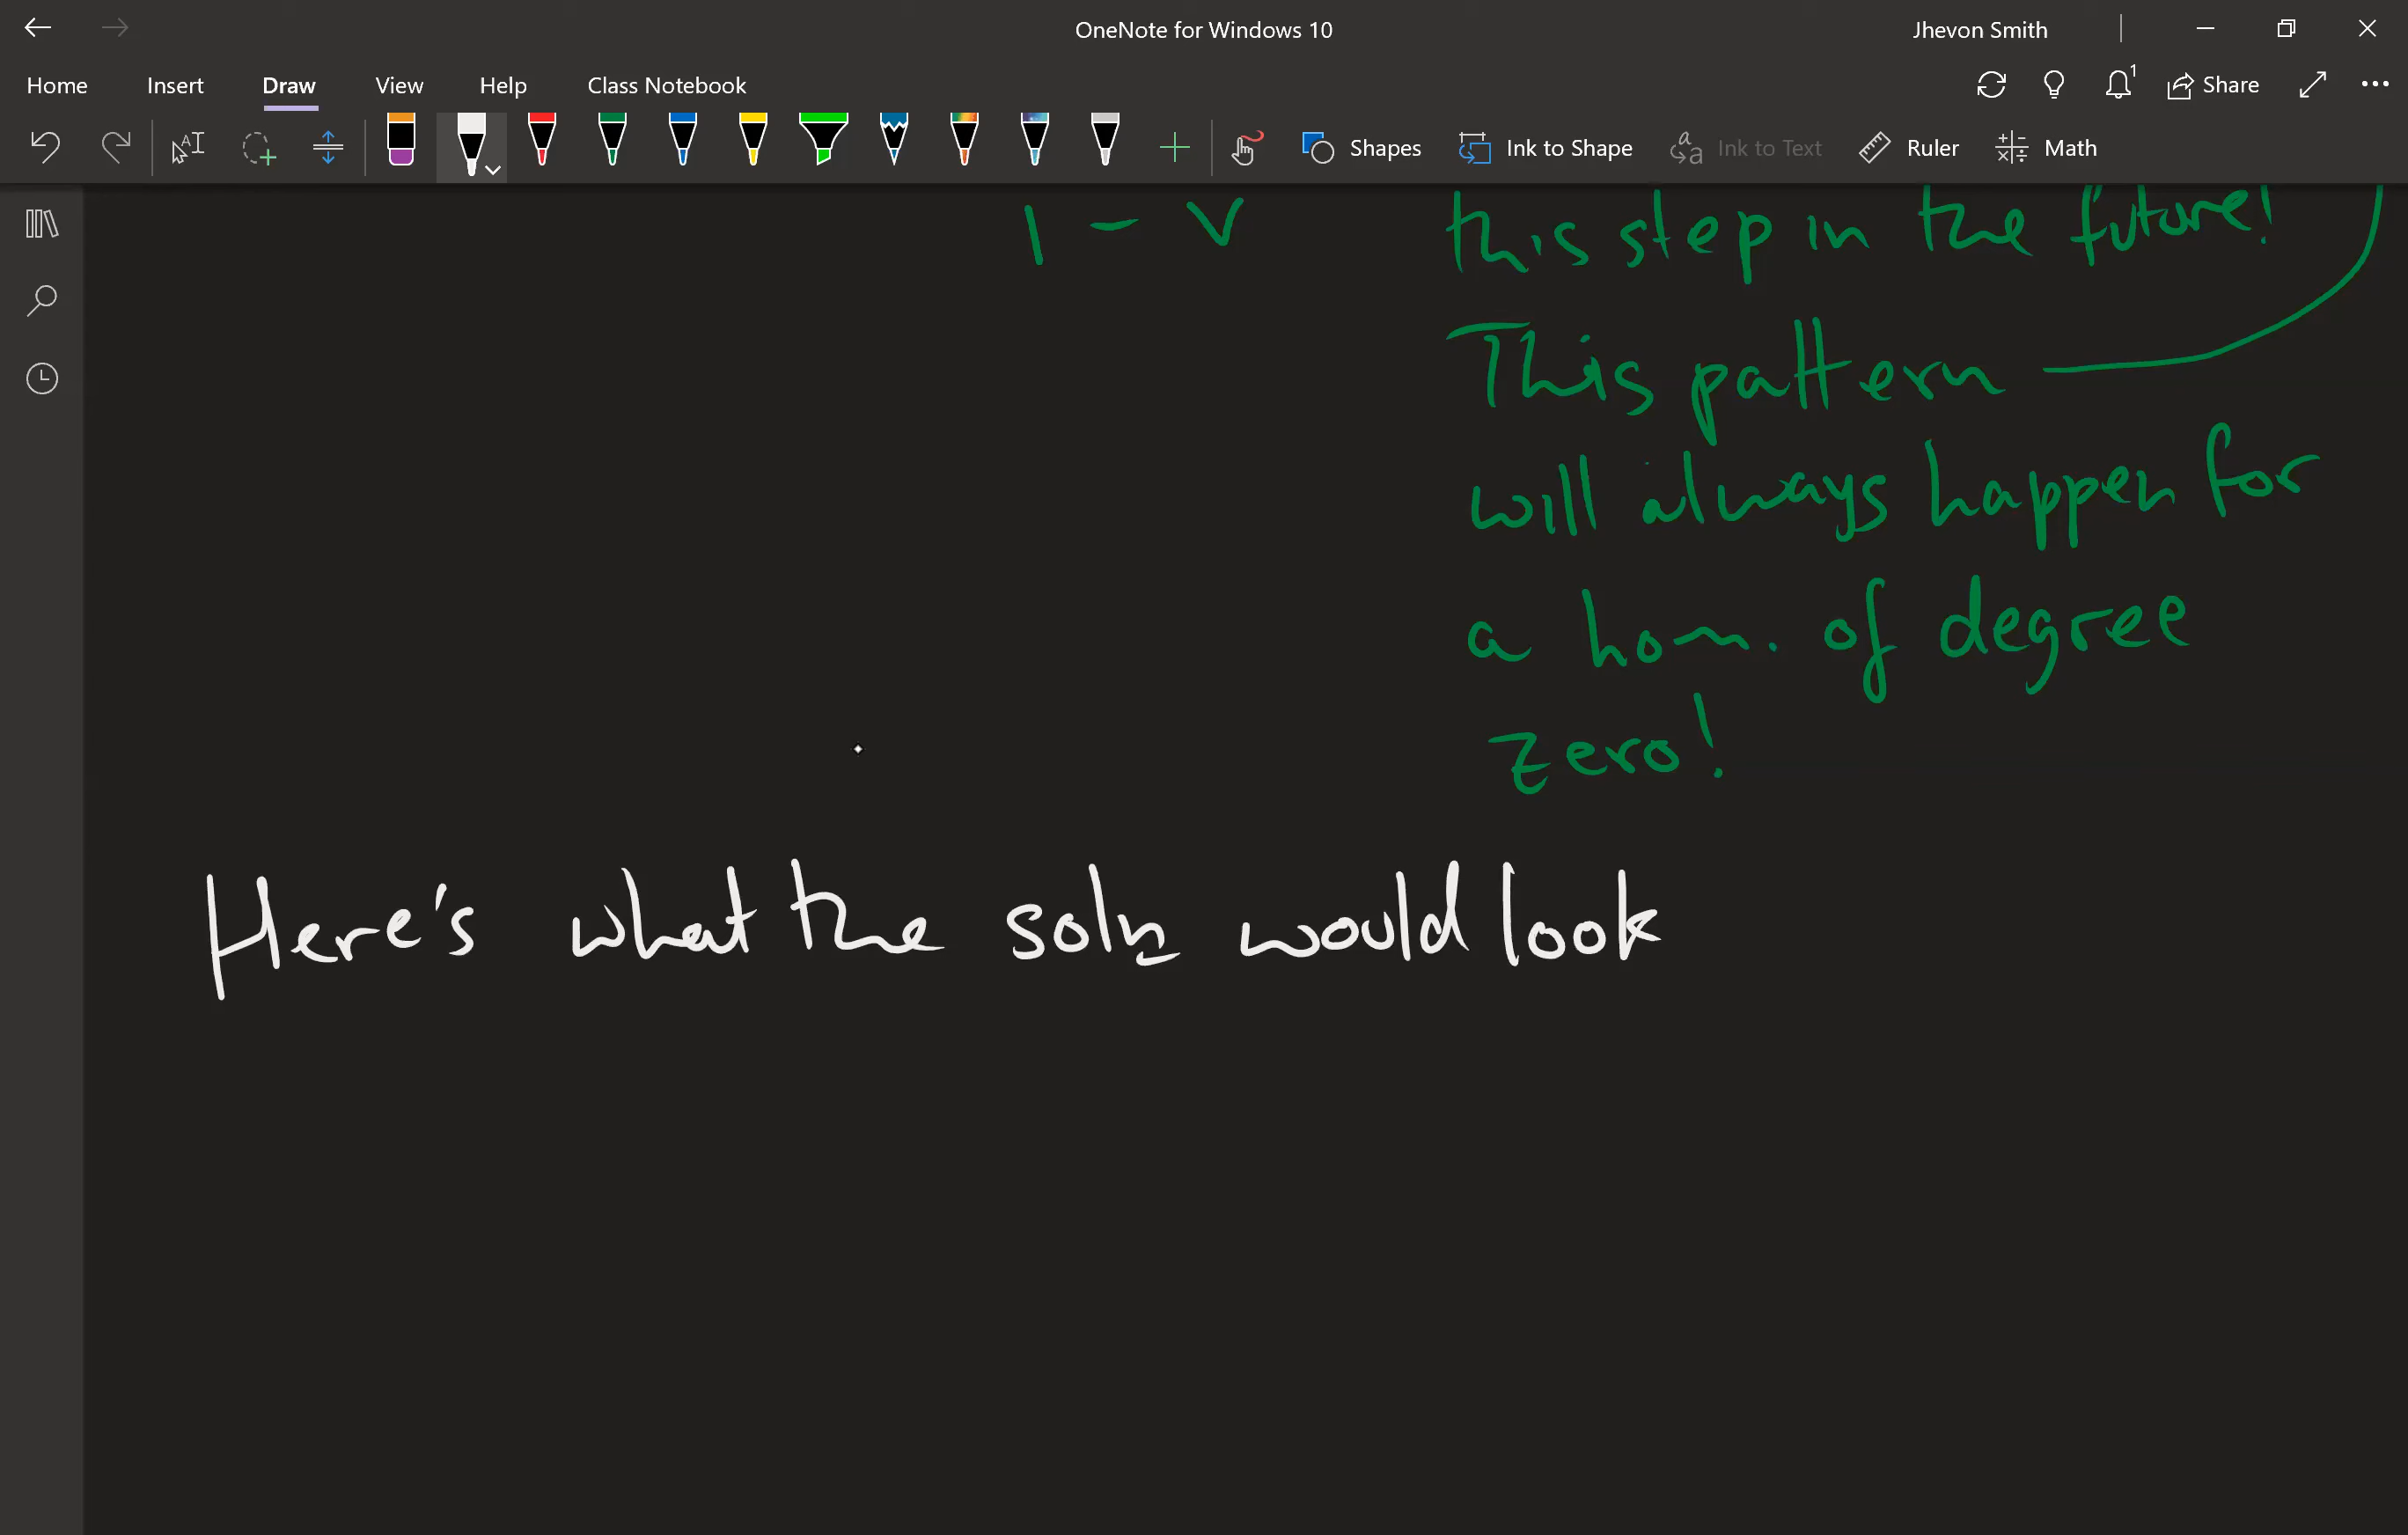 OneNote for Windows 10
Jhevon Smith
Home Insert Draw View Help Class Notebook
1 Share
Shapes Ink to Shape Ink to Text Ruler Math
1 - v
this step in the future!
This pattern
will always happen for
a hom. of degree
zero!
Here's what the soln would look